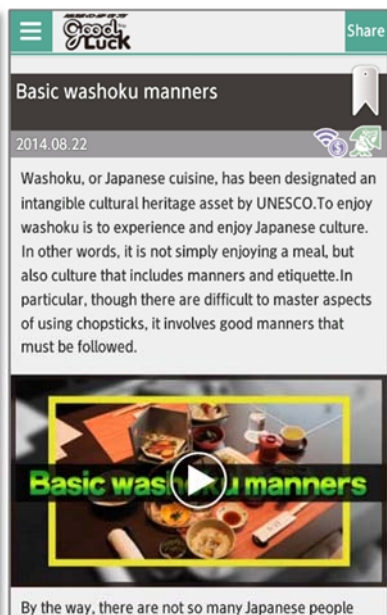 Good Luck
Share
Basic washoku manners
2014.08.22
Washoku, or Japanese cuisine, has been designated an
intangible cultural heritage asset by UNESCO.To enjoy
washoku is to experience and enjoy Japanese culture.
In other words, it is not simply enjoying a meal, but
also culture that includes manners and etiquette.In
particular, though there are difficult to master aspects
of using chopsticks, it involves good manners that
must be followed.
Basic washoku manners
By the way, there are not so many Japanese people